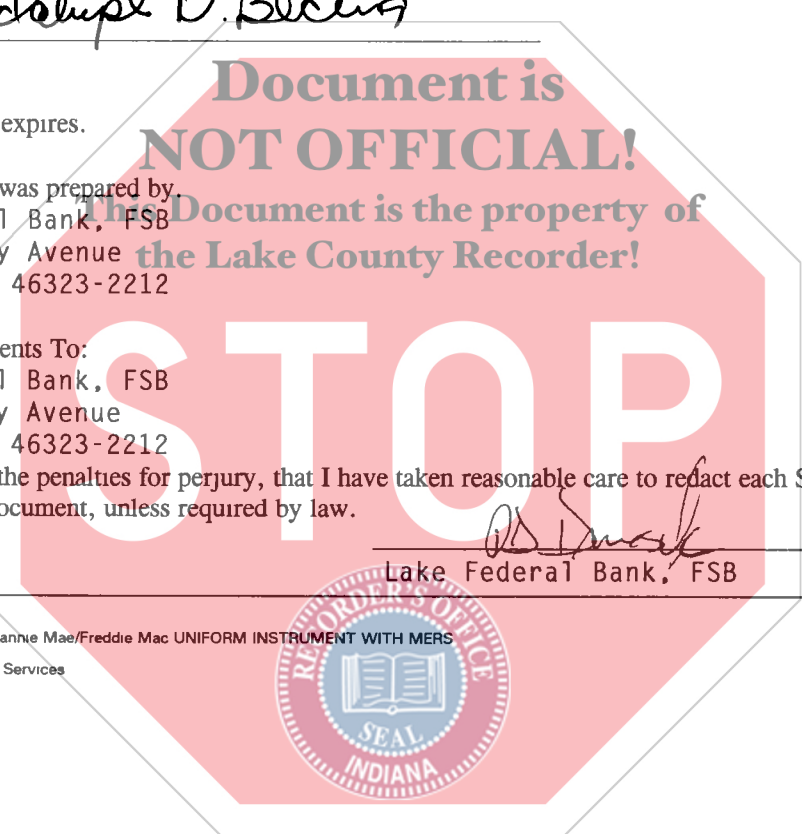 Document is
expires.
NOT OFFICIAL!
was prepared by.
This Document is the property of
l Bank, FSB
y Avenue
the Lake County Recorder!
46323-2212
STOP
ents To:
l Bank, FSB
y Avenue
46323-2212
the penalties for perjury, that I have taken reasonable care to redact each S
ocument, unless required by law.
Lake Federal Bank, FSB
annie Mae/Freddie Mac UNIFORM INSTRUMENT WITH MERS
Services
RECORDER'S OFFICE
SEAL
INDIANA